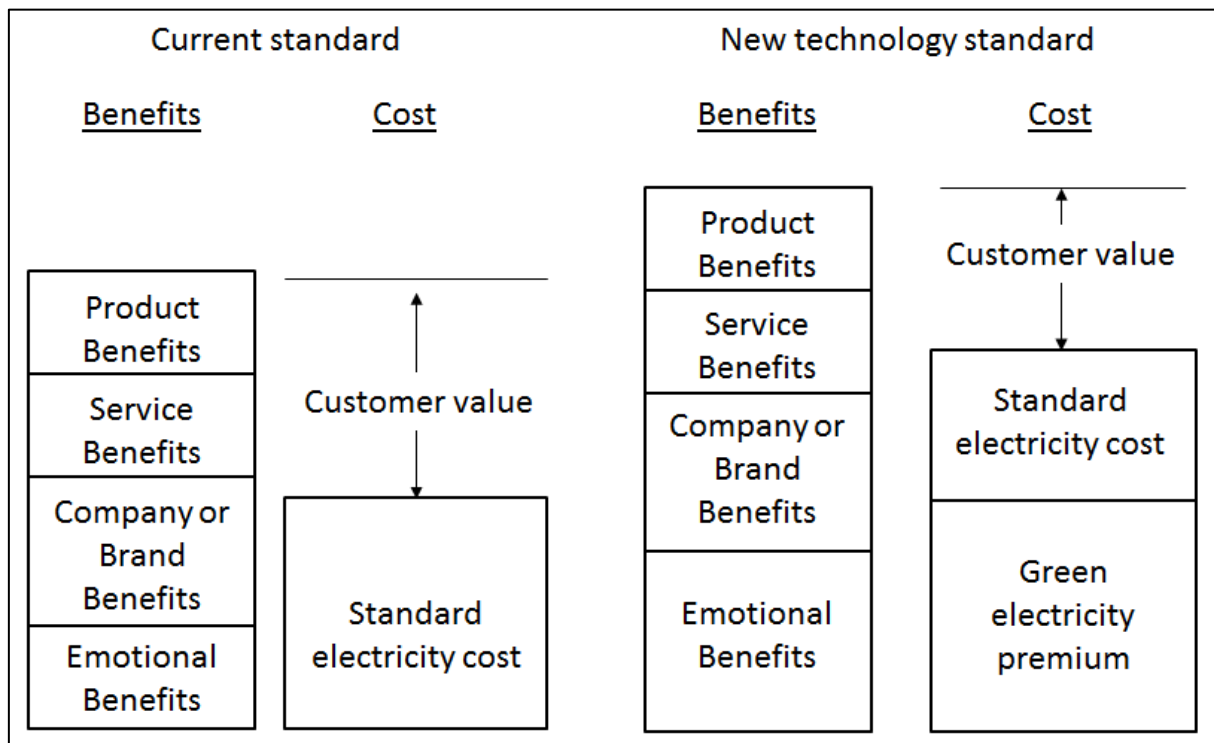 Current standard
Benefits
Cost
Product
Benefits
Service
Benefits
Company or
Brand
Benefits
Emotional
Benefits
Customer value
Standard
electricity cost
New technology standard
Benefits
Cost
Product
Benefits
Service
Benefits
Company or
Brand
Benefits
Emotional
Benefits
Customer value
Standard
electricity cost
Green
electricity
premium